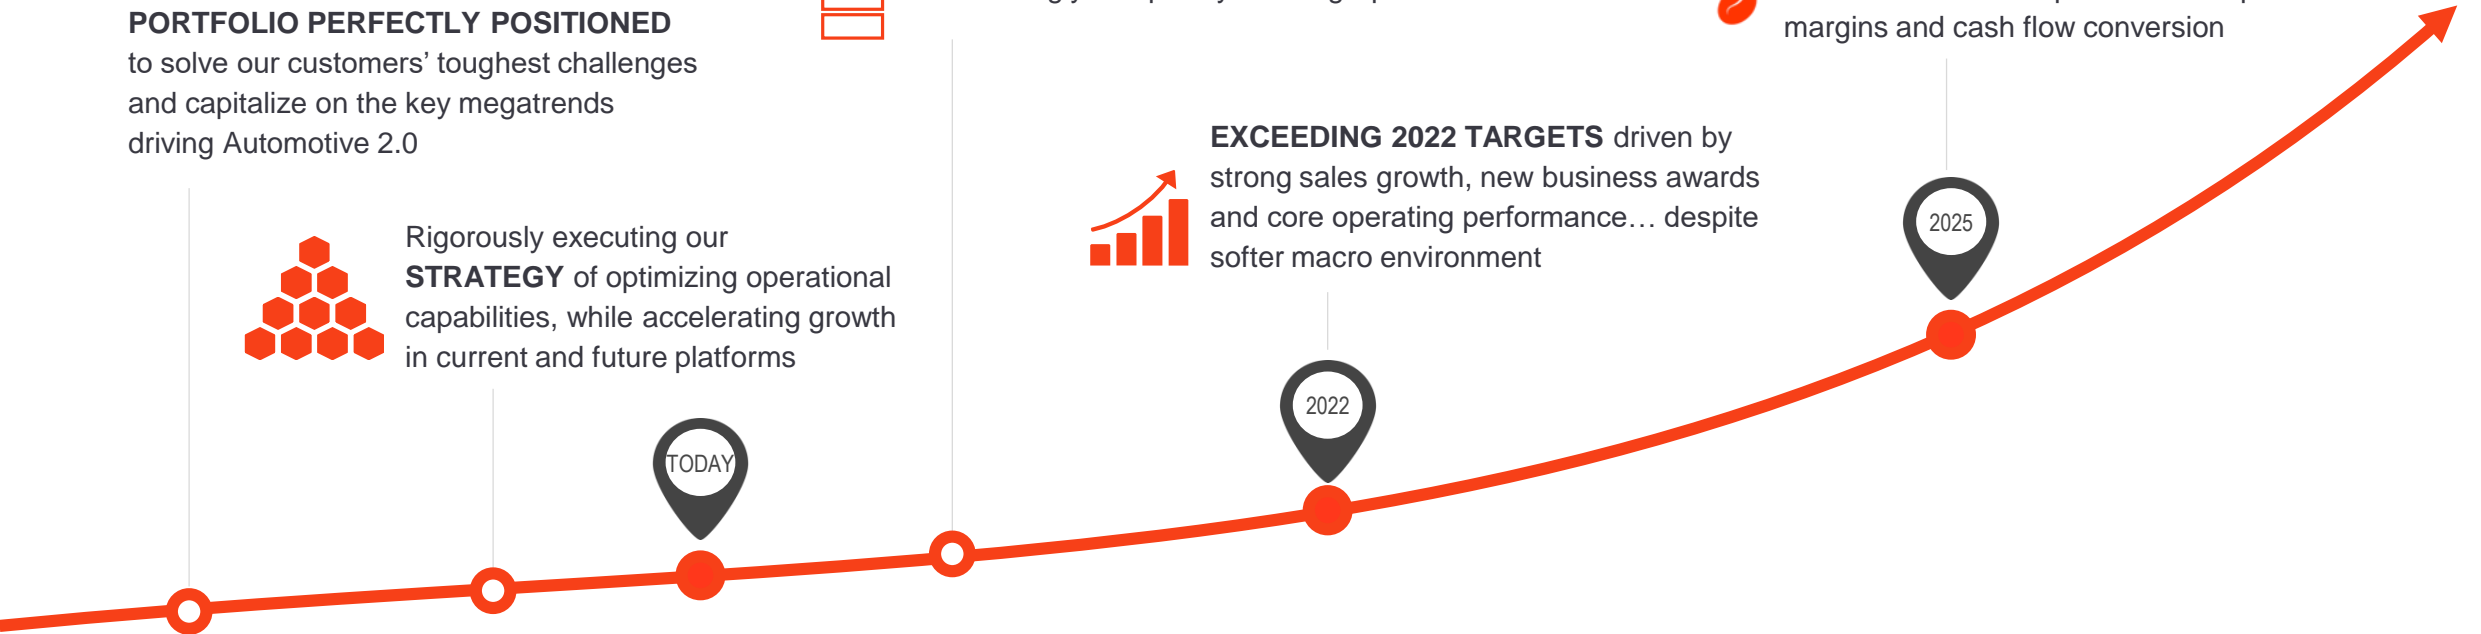 PORTFOLIO PERFECTLY POSITIONED
to solve our customers’ toughest challenges
and capitalize on the key megatrends
driving Automotive 2.0
Rigorously executing our
STRATEGY of optimizing operational
capabilities, while accelerating growth
in current and future platforms
TODAY
EXCEEDING 2022 TARGETS driven by
strong sales growth, new business awards
and core operating performance… despite
softer macro environment
2022
margins and cash flow conversion
2025